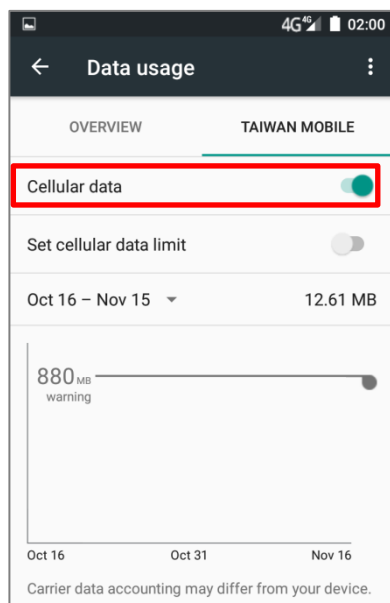 4G 4G 02:00
Data usage
OVERVIEW TAIWAN MOBILE
Cellular data
Set cellular data limit
Oct 16 – Nov 15 12.61 MB
880 MB
warning
Oct 16 Oct 31 Nov 16
Carrier data accounting may differ from your device.